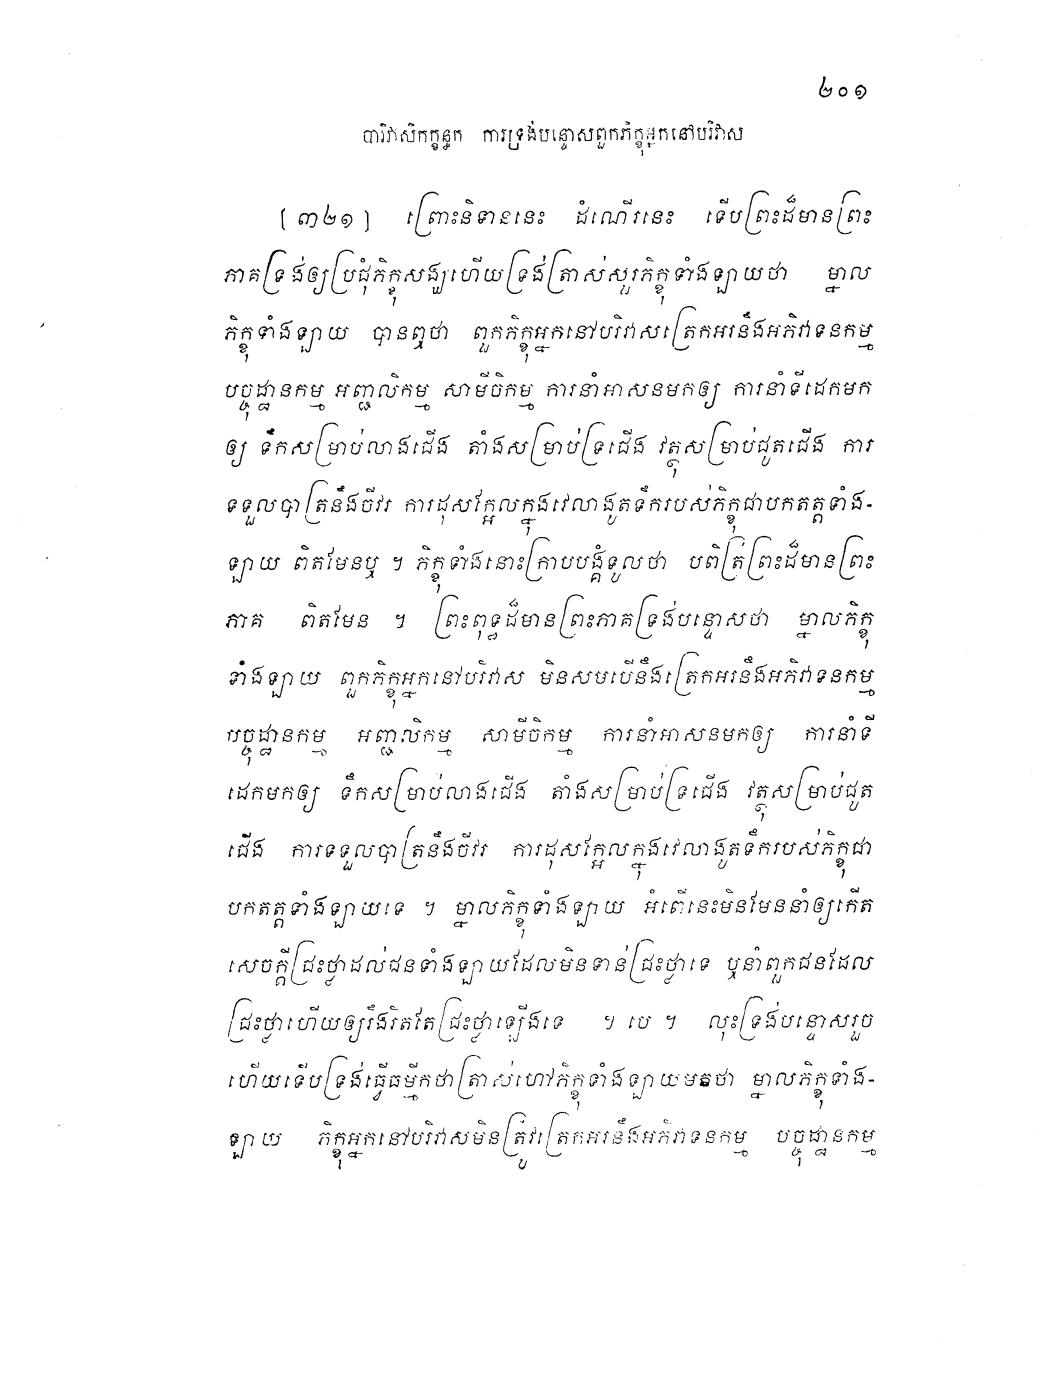 ២០១
បារិវាសិកក្ខន្ធក ការទ្រង់បន្ទោសពួកភិក្ខុអ្នកនៅបរិវាស
[៣២១] ព្រោះនិទាននេះ ដំណើរនេះ ទើបព្រះដ៏មានព្រះ
ភាគទ្រង់ឲ្យប្រជុំភិក្ខុសង្ឃហើយទ្រង់ត្រាស់សួរភិក្ខុទាំងឡាយថា ម្នាល
ភិក្ខុទាំងឡាយ បានឮថា ពួកភិក្ខុអ្នកនៅបរិវាសត្រេកអរនឹងអភិវាទនកម្ម
បច្ចុដ្ឋានកម្ម អញ្ជលិកម្ម សាមីចិកម្ម ការនាំអាសនមកឲ្យ ការនាំទីដេកមក
ឲ្យ ទឹកសម្រាប់លាងជើង តាំងសម្រាប់ទ្រជើង វត្ថុសម្រាប់ជូតជើង ការ
ទទួលបាត្រនឹងចីវរ ការដុសក្អែលក្នុងវេលាងូតទឹករបស់ភិក្ខុជាបកតត្តទាំង-
ឡាយ ពិតមែនឬ ។ ភិក្ខុទាំងនោះក្រាបបង្គំទូលថា បពិត្រព្រះដ៏មានព្រះ
ភាគ ពិតមែន ។ ព្រះពុទ្ធដ៏មានព្រះភាគទ្រង់បន្ទោសថា ម្នាលភិក្ខុ
ទាំងឡាយ ពួកភិក្ខុអ្នកនៅបរិវាស មិនសមបើនឹងត្រេកអរនឹងអភិវាទនកម្ម
បច្ចុដ្ឋានកម្ម អញ្ជលិកម្ម សាមីចិកម្ម ការនាំអាសនមកឲ្យ ការនាំទី
ដេកមកឲ្យ ទឹកសម្រាប់លាងជើង តាំងសម្រាប់ទ្រជើង វត្ថុសម្រាប់ជូត
ជើង ការទទួលបាត្រនឹងចីវរ ការដុសក្អែលក្នុងវេលាងូតទឹករបស់ភិក្ខុជា
បកតត្តទាំងឡាយទេ ។ ម្នាលភិក្ខុទាំងឡាយ អំពើនេះមិនមែននាំឲ្យកើត
សេចក្តីជ្រះថ្លាដល់ជនទាំងឡាយដែលមិនទាន់ជ្រះថ្លាទេ ឬនាំពួកជនដែល
ជ្រះថ្លាហើយឲ្យរឹងរិតតែជ្រះថ្លាឡើងទេ ។ បេ ។ លុះទ្រង់បន្ទោសរួច
ហើយទើបទ្រង់ធ្វើធម្មីកថាត្រាស់ហៅភិក្ខុទាំងឡាយមកថា ម្នាលភិក្ខុទាំង-
ឡាយ ភិក្ខុអ្នកនៅបរិវាសមិនត្រូវត្រេកអរនឹងអភិវាទនកម្ម បច្ចុដ្ឋានកម្ម